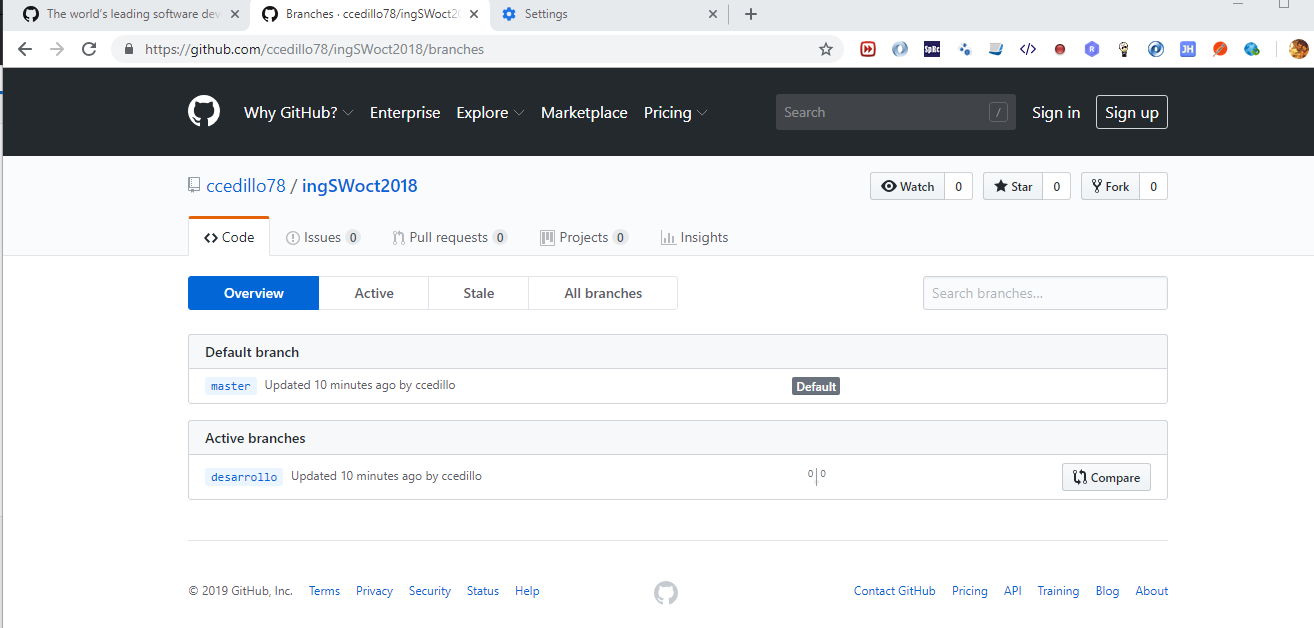 The world's leading software dev
Branches · ccedillo78/ingSWoct2
Settings
https://github.com/ccedillo78/ingSWoct2018/branches
SpRc
</>
R
JH
Why GitHub?
Enterprise
Explore
Marketplace
Pricing
Search
/
Sign in
Sign up
ccedillo78 / ingSWoct2018
Watch 0
Star 0
Fork 0
Code
Issues 0
Pull requests 0
Projects 0
Insights
Overview
Active
Stale
All branches
Search branches...
Default branch
master Updated 10 minutes ago by ccedillo
Default
Active branches
desarrollo Updated 10 minutes ago by ccedillo
0 0
Compare
© 2019 GitHub, Inc.
Terms
Privacy
Security
Status
Help
Contact GitHub
Pricing
API
Training
Blog
About